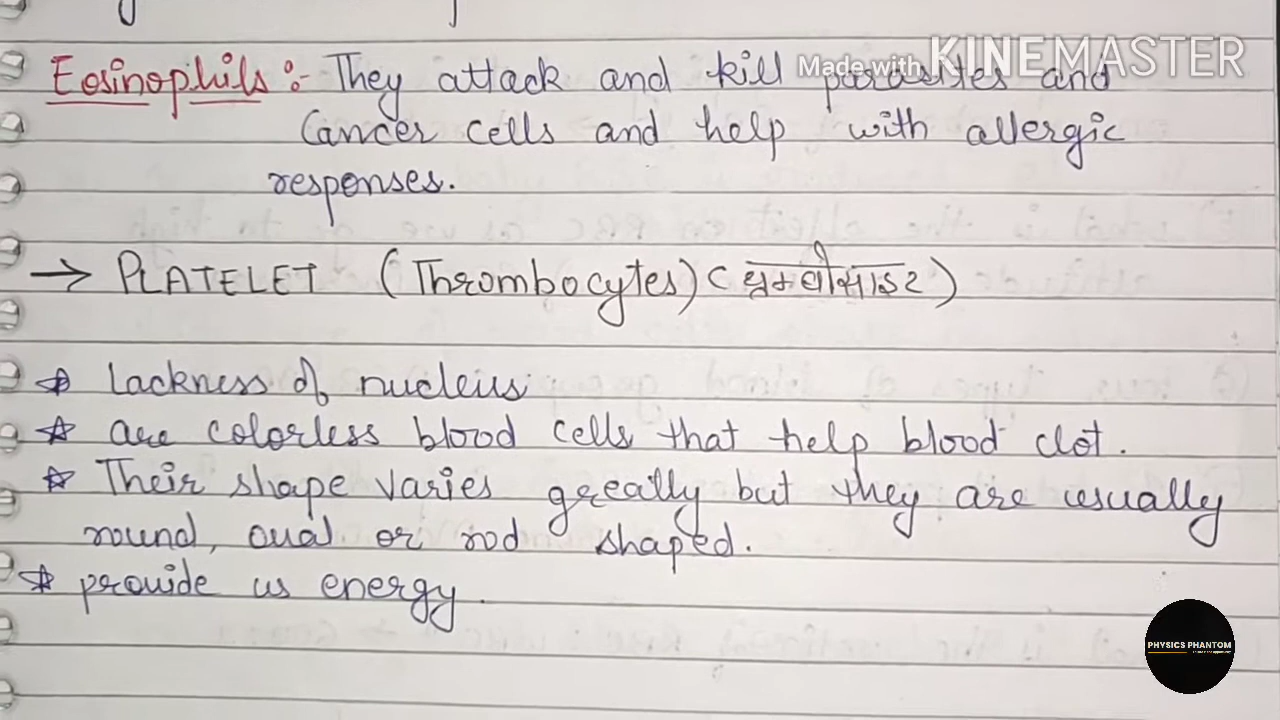 Made with KINEMASTER
Eosinophils :- They attack and kill parasites and
Cancer cells and help with allergic
responses.
→ PLATELET (Thrombocytes) (थ्रम्बोसाइट)
☆ Lackness of nucleus
☆ are colorless blood cells that help blood clot.
☆ Their shape varies greatly but they are usually
round, oval or rod shaped.
☆ provide us energy.
PHYSICS PHANTOM